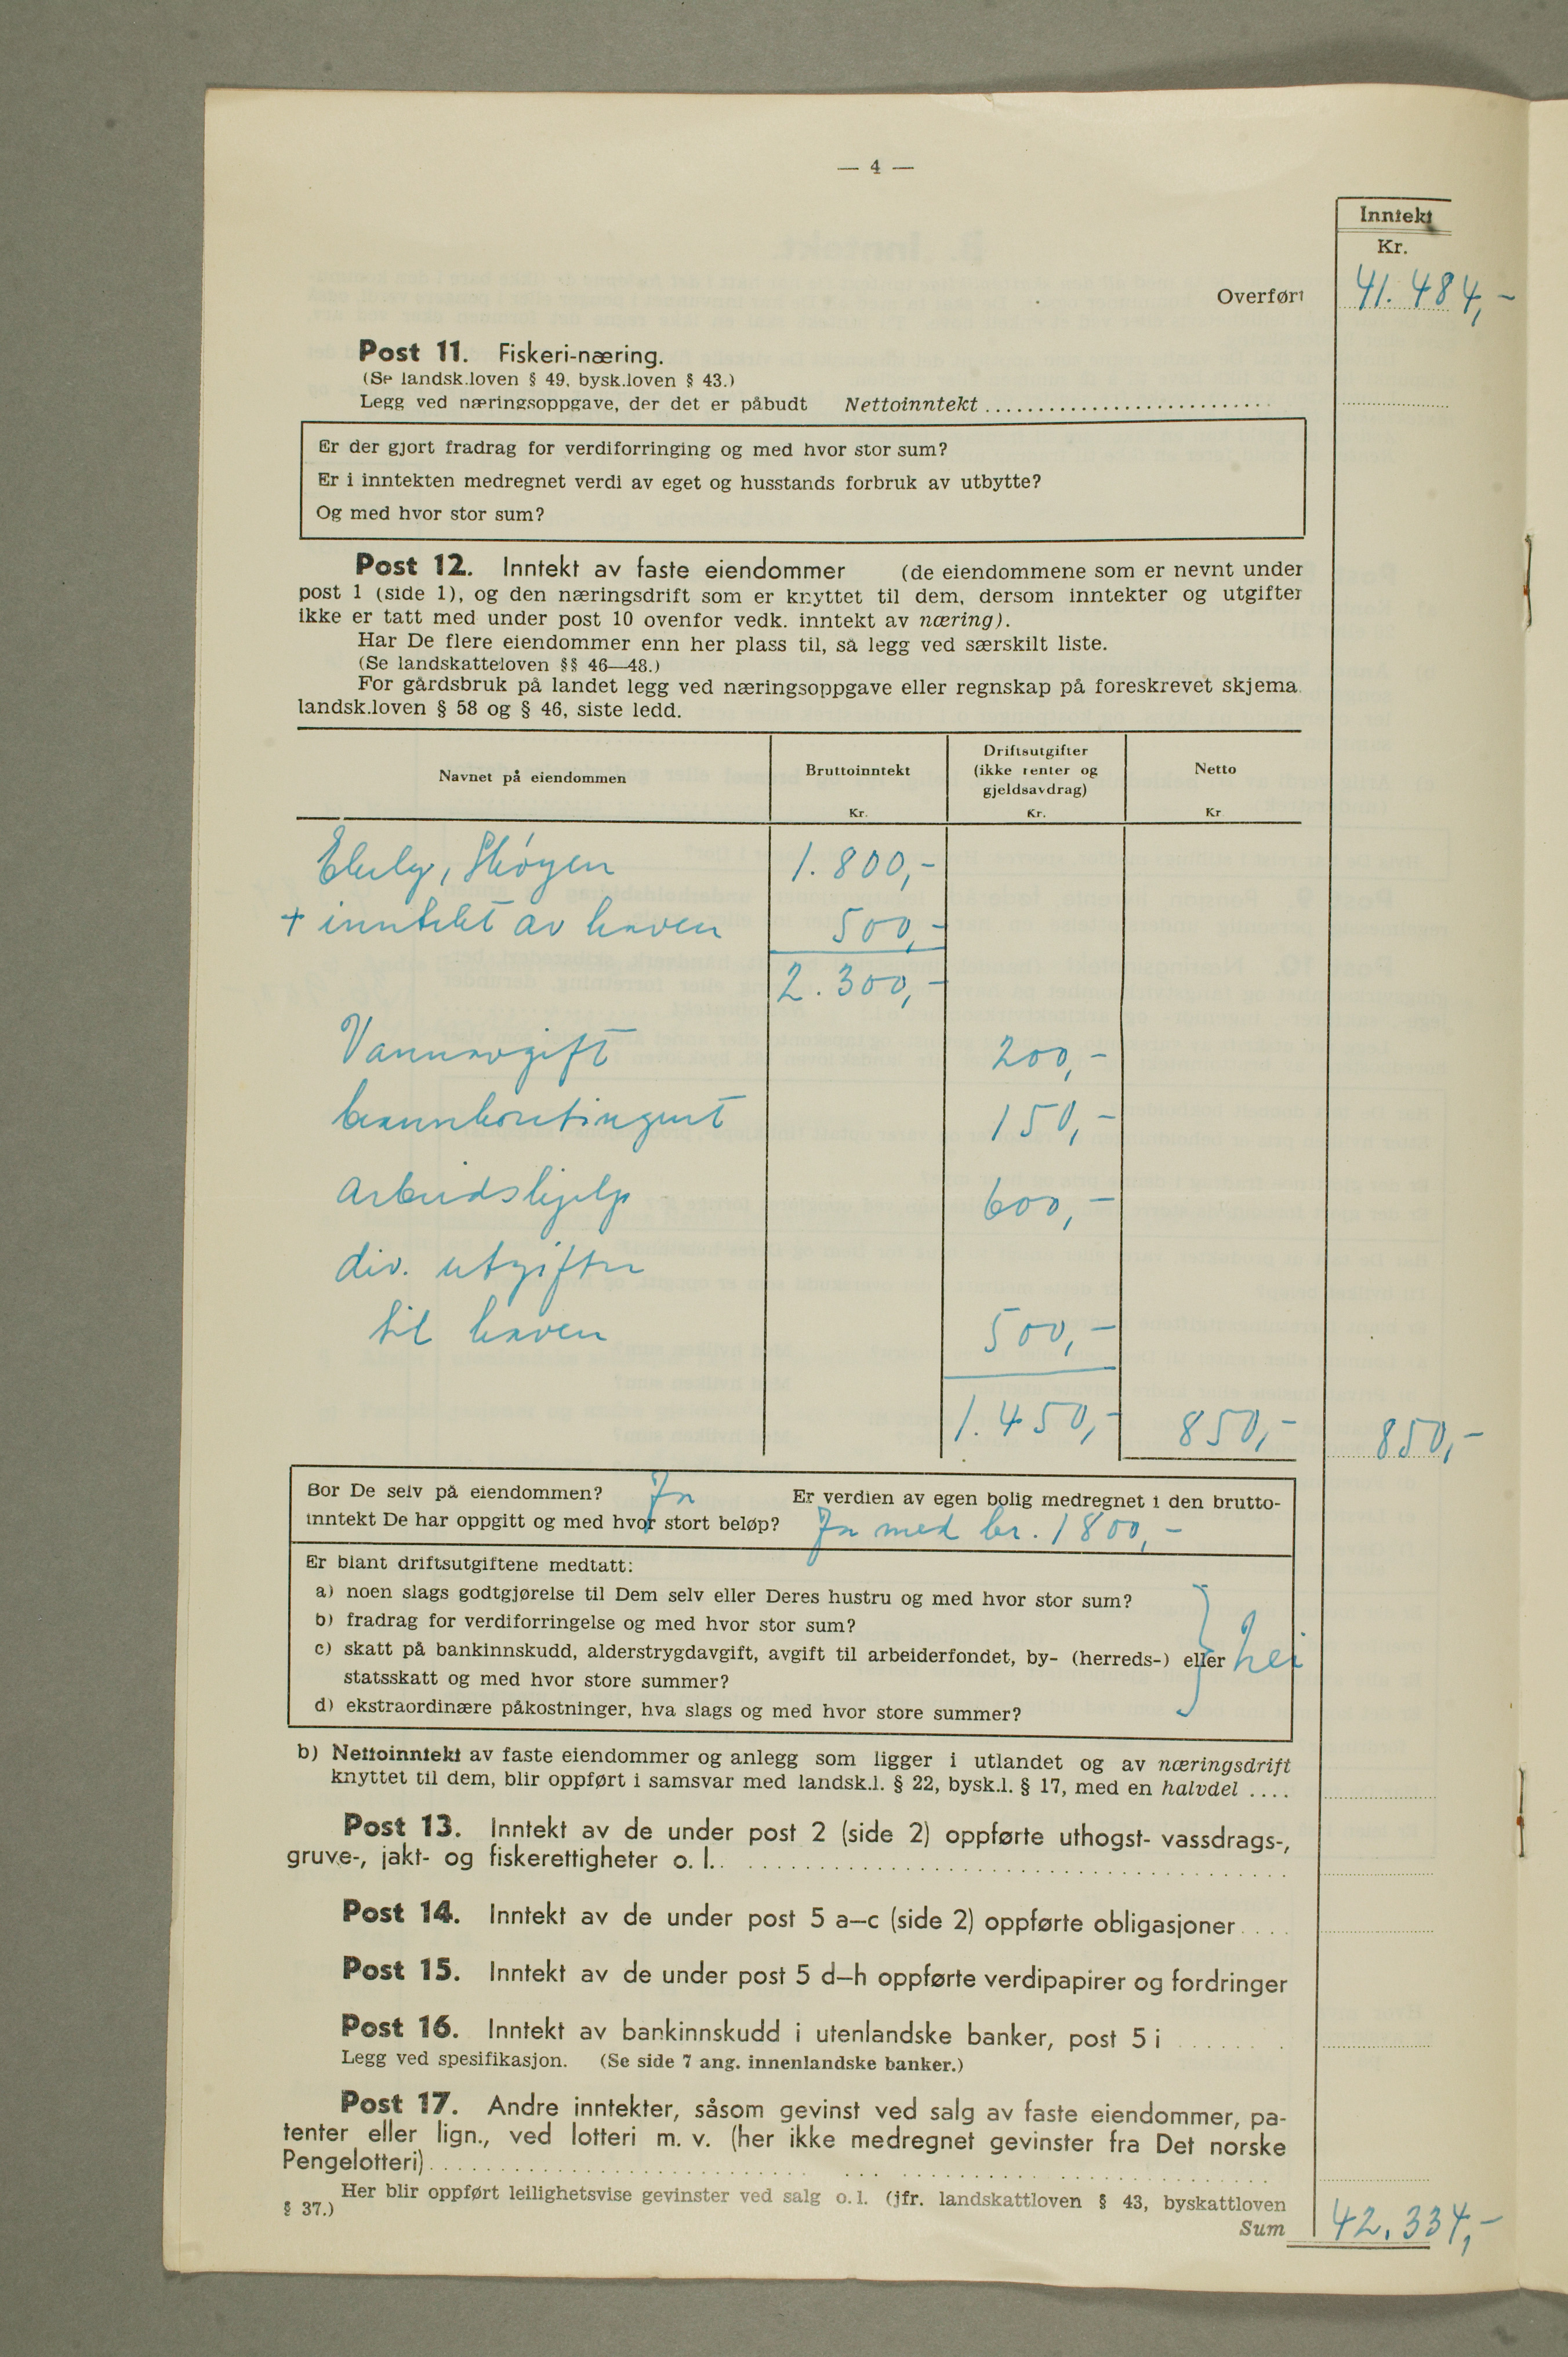 — 4 —
Inntekt
Kr.
Overført 41.484,-
Post 11. Fiskeri-næring.
(Se landsk.loven § 49, bysk.loven § 43.)
Legg ved næringsoppgave, der det er påbudt Nettoinntekt ...........................
Er der gjort fradrag for verdiforringing og med hvor stor sum?
Er i inntekten medregnet verdi av eget og husstands forbruk av utbytte?
Og med hvor stor sum?
Post 12. Inntekt av faste eiendommer (de eiendommene som er nevnt under
post 1 (side 1), og den næringsdrift som er knyttet til dem, dersom inntekter og utgifter
ikke er tatt med under post 10 ovenfor vedk. inntekt av næring).
Har De flere eiendommer enn her plass til, så legg ved særskilt liste.
(Se landskatteloven §§ 46—48.)
For gårdsbruk på landet legg ved næringsoppgave eller regnskap på foreskrevet skjema
landsk.loven § 58 og § 46, siste ledd.
Navnet på eiendommen Bruttoinntekt Kr. Driftsutgifter (ikke renter og gjeldsavdrag) Kr. Netto Kr
Ekely, Skøyen 1.800,-
+ inntekt av haven 500,-
2.300,-
Vannavgift 200,-
brannkontingent 150,-
arbeidshjelp 600,-
div. utgifter
til haven 500,-
1.450,- 850,- 850,-
Bor De selv på eiendommen? Ja Er verdien av egen bolig medregnet i den brutto-
inntekt De har oppgitt og med hvor stort beløp? Ja med kr. 1800,-
Er blant driftsutgiftene medtatt:
a) noen slags godtgjørelse til Dem selv eller Deres hustru og med hvor stor sum?
b) fradrag for verdiforringelse og med hvor stor sum?
c) skatt på bankinnskudd, alderstrygdavgift, avgift til arbeiderfondet, by- (herreds-) eller nei
statsskatt og med hvor store summer?
d) ekstraordinære påkostninger, hva slags og med hvor store summer?
b) Nettoinntekt av faste eiendommer og anlegg som ligger i utlandet og av næringsdrift
knyttet til dem, blir oppført i samsvar med landsk.l. § 22, bysk.l. § 17, med en halvdel ....
Post 13. Inntekt av de under post 2 (side 2) oppførte uthogst- vassdrags-,
gruve-, jakt- og fiskerettigheter o. l. . . . . . . . . . . . . . . . . . . .
Post 14. Inntekt av de under post 5 a—c (side 2) oppførte obligasjoner . . . .
Post 15. Inntekt av de under post 5 d—h oppførte verdipapirer og fordringer
Post 16. Inntekt av bankinnskudd i utenlandske banker, post 5 i . . . . . . .
Legg ved spesifikasjon. (Se side 7 ang. innenlandske banker.)
Post 17. Andre inntekter, såsom gevinst ved salg av faste eiendommer, pa-
tenter eller lign., ved lotteri m. v. (her ikke medregnet gevinster fra Det norske
Pengelotteri) . . . . . . . . . . . . . . . . . . . . . . . . . . . .
Her blir oppført leilighetsvise gevinster ved salg o. l. (jfr. landskattloven § 43, byskattloven
§ 37.)
Sum 42.334,-